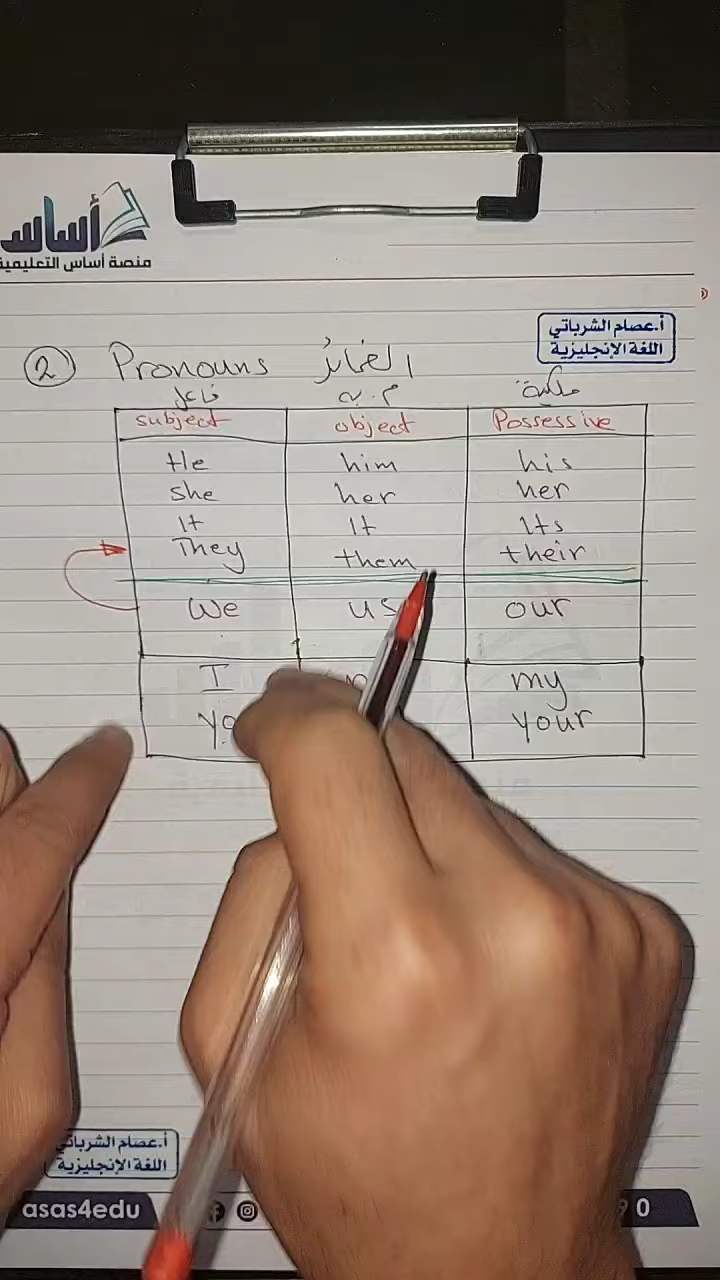 أساس
منصة أساس التعليمية
أ.عصام الشرباتي
اللغة الإنجليزية
2 Pronouns الضمائر
فاعل م.به ملكية
subject object Possessive
He him his
she her her
It It Its
They them their
we us our
I my
yo your
أ.عصام الشرباتي
اللغة الإنجليزية
asas4edu 90